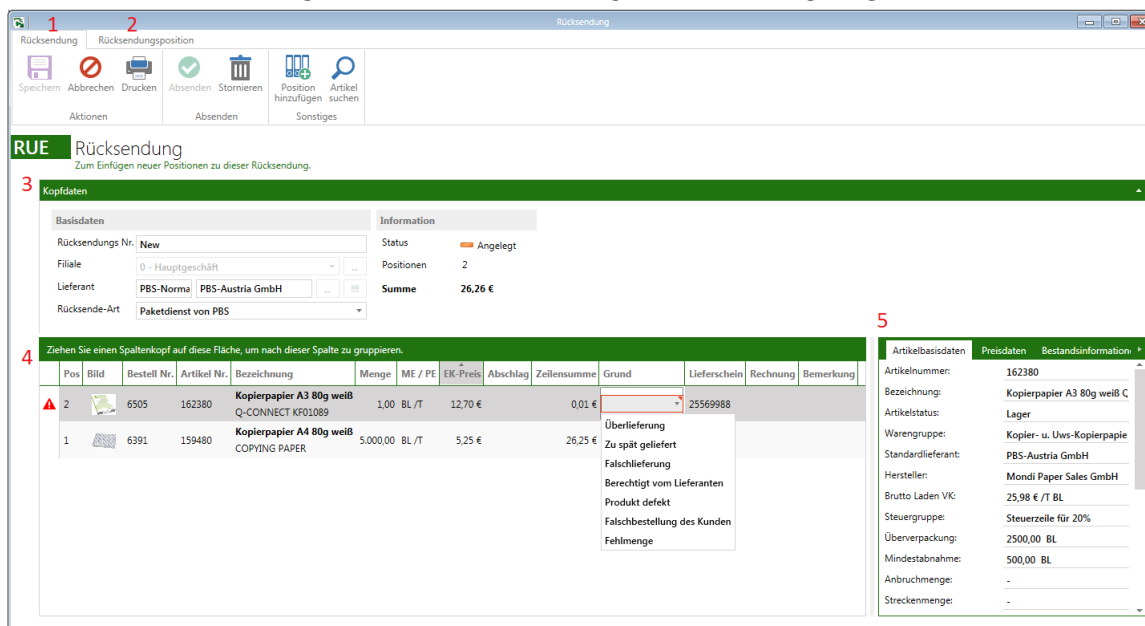 Rücksendung
1 2
Rücksendung Rücksendungsposition
Speichern Abbrechen Drucken Absenden Stornieren Position hinzufügen Artikel suchen
Aktionen Absenden Sonstiges
RUE Rücksendung
Zum Einfügen neuer Positionen zu dieser Rücksendung.
3
Kopfdaten
Basisdaten Information
Rücksendungs Nr. New Status Angelegt
Filiale 0 - Hauptgeschäft ... Positionen 2
Lieferant PBS-Norma PBS-Austria GmbH ... Summe 26,26 €
Rücksende-Art Paketdienst von PBS
4
Ziehen Sie einen Spaltenkopf auf diese Fläche, um nach dieser Spalte zu gruppieren.
Pos Bild Bestell Nr. Artikel Nr. Bezeichnung Menge ME / PE EK-Preis Abschlag Zeilensumme Grund Lieferschein Rechnung Bemerkung
2 6505 162380 Kopierpapier A3 80g weiß 1,00 BL /T 12,70 € 0,01 € 25569988
Q-CONNECT KF01089
1 6391 159480 Kopierpapier A4 80g weiß 5.000,00 BL /T 5,25 € 26,25 €
COPYING PAPER
Überlieferung
Zu spät geliefert
Falschlieferung
Berechtigt vom Lieferanten
Produkt defekt
Falschbestellung des Kunden
Fehlmenge
5
Artikelbasisdaten Preisdaten Bestandsinformation
Artikelnummer: 162380
Bezeichnung: Kopierpapier A3 80g weiß Q
Artikelstatus: Lager
Warengruppe: Kopier- u. Uws-Kopierpapie
Standardlieferant: PBS-Austria GmbH
Hersteller: Mondi Paper Sales GmbH
Brutto Laden VK: 25,98 € /T BL
Steuergruppe: Steuerzeile für 20%
Überverpackung: 2500,00 BL
Mindestabnahme: 500,00 BL
Anbruchmenge: -
Streckenmenge: -